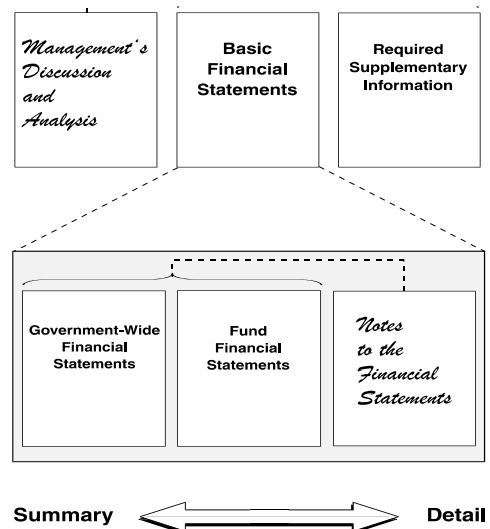 Management's
Discussion
and
Analysis
Basic
Financial
Statements
Required
Supplementary
Information
Government-Wide
Financial
Statements
Fund
Financial
Statements
Notes
to the
Financial
Statements
Summary
Detail